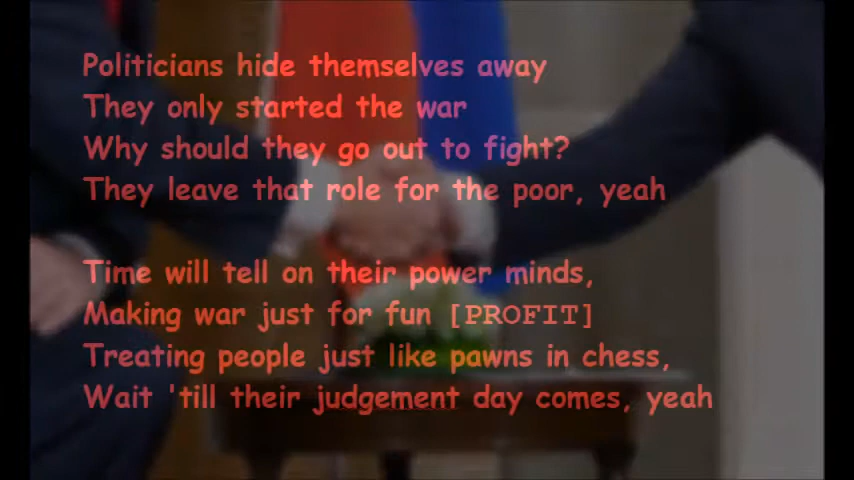 Politicians hide themselves away
They only started the war
Why should they go out to fight?
They leave that role for the poor, yeah
Time will tell on their power minds,
Making war just for fun [PROFIT]
Treating people just like pawns in chess,
Wait 'till their judgement day comes, yeah